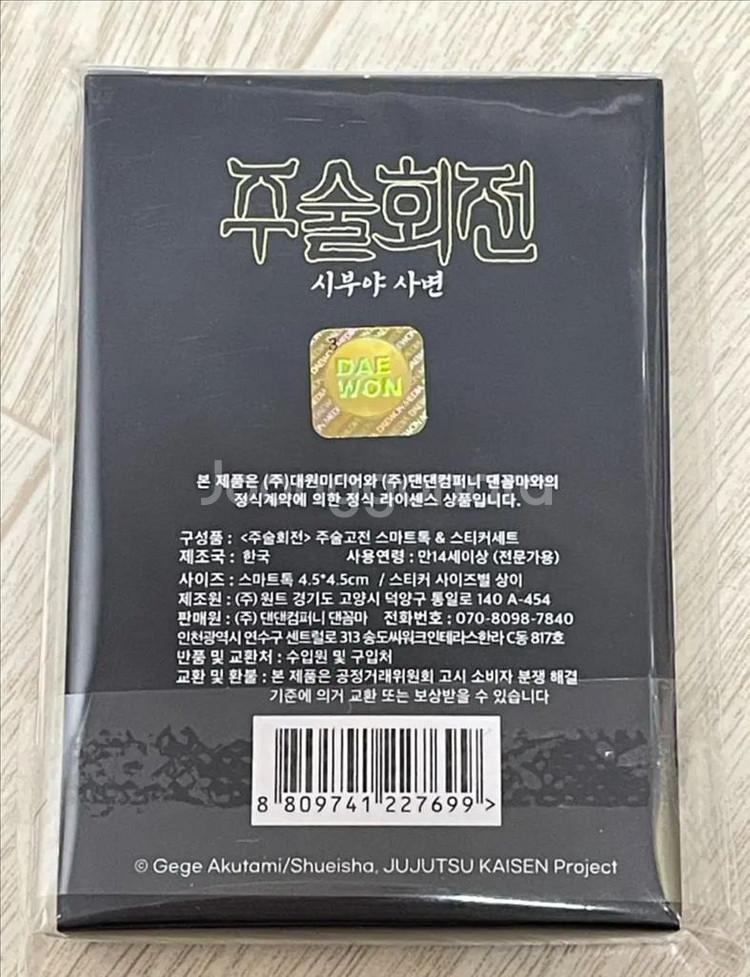 주술회전
시부야 사변
3
DAE
WON
본 제품은 (주)대원미디어와 (주)댄댄컴퍼니 댄꼼마와의
정식계약에 의한 정식 라이센스 상품입니다.
구성품 : <주술회전> 주술고전 스마트톡 & 스티커세트
제조국 : 한국 사용연령 : 만14세이상 (전문가용)
사이즈 : 스마트톡 4.5*4.5cm / 스티커 사이즈별 상이
제조원 : (주) 원트 경기도 고양시 덕양구 통일로 140 A-454
판매원 : (주) 댄댄컴퍼니 댄꼼마 전화번호 : 070-8098-7840
인천광역시 연수구 센트럴로 313 송도씨워크인테라스한라 C동 817호
반품 및 교환처 : 수입원 및 구입처
교환 및 환불 : 본 제품은 공정거래위원회 고시 소비자 분쟁 해결
기준에 의거 교환 또는 보상받을 수 있습니다
8 809741 227699 >
© Gege Akutami/Shueisha, JUJUTSU KAISEN Project